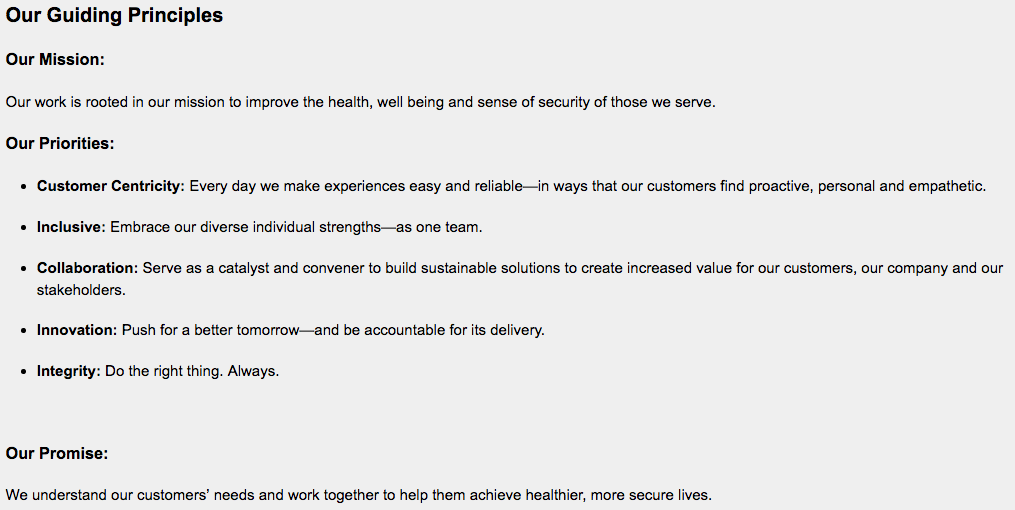 Our Guiding Principles
Our Mission:
Our work is rooted in our mission to improve the health, well being and sense of security of those we serve.
Our Priorities:
• Customer Centricity: Every day we make experiences easy and reliable—in ways that our customers find proactive, personal and empathetic.
• Inclusive: Embrace our diverse individual strengths—as one team.
• Collaboration: Serve as a catalyst and convener to build sustainable solutions to create increased value for our customers, our company and our
stakeholders.
• Innovation: Push for a better tomorrow—and be accountable for its delivery.
• Integrity: Do the right thing. Always.
Our Promise:
We understand our customers’ needs and work together to help them achieve healthier, more secure lives.